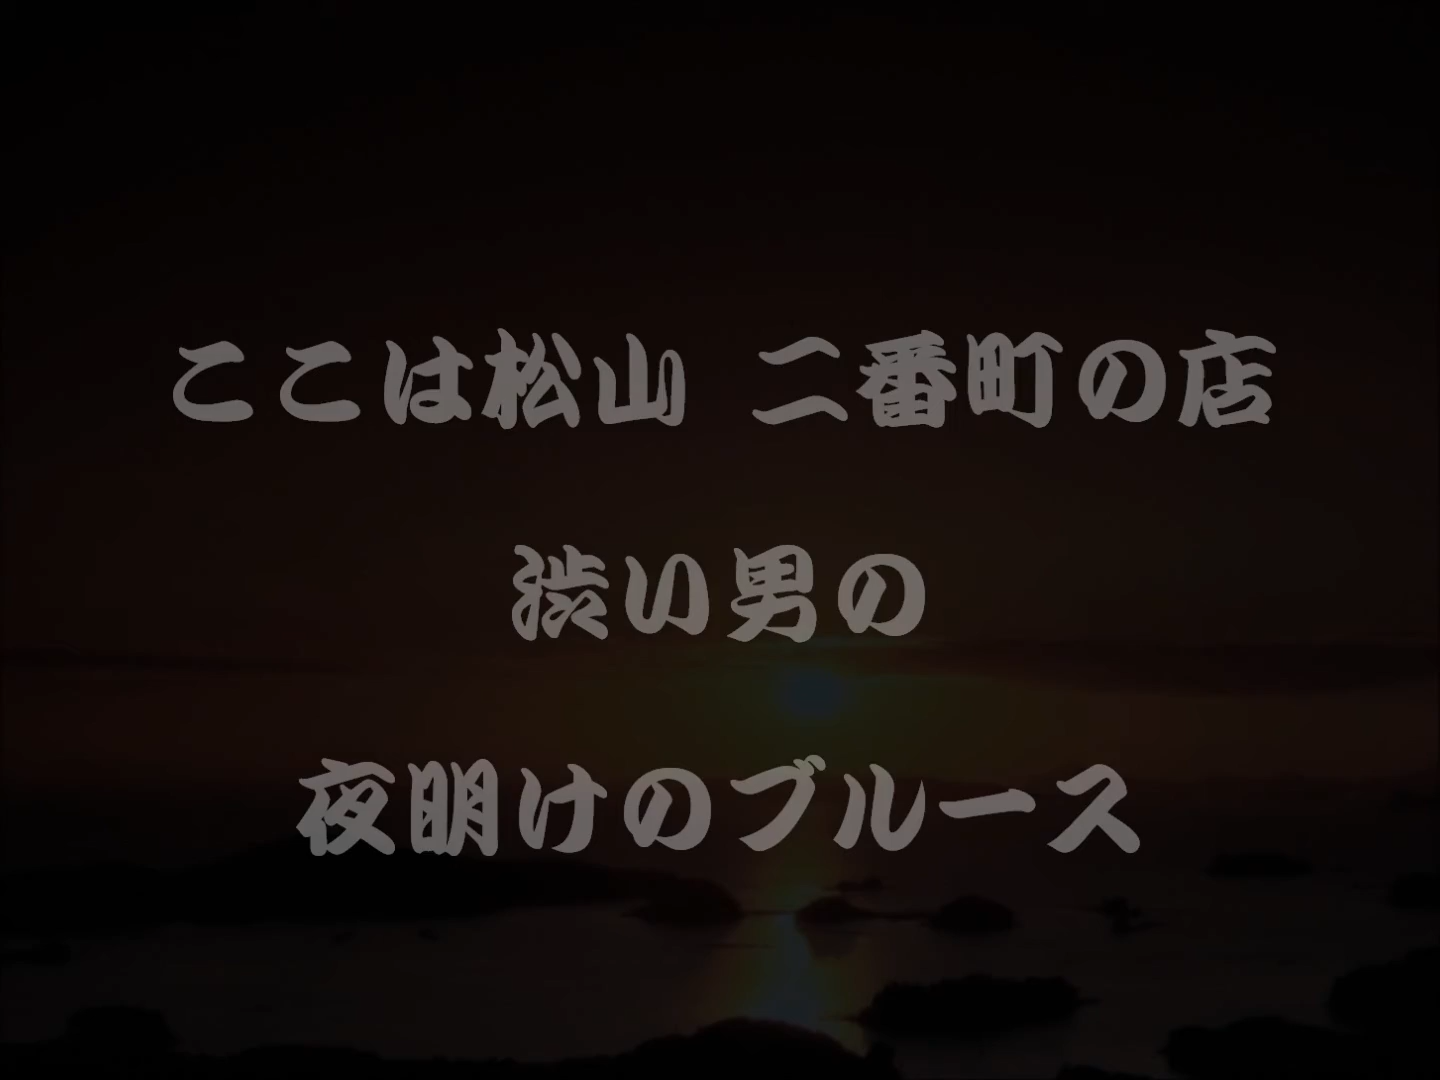 ここは松山 二番町の店
渋い男の
夜明けのブルース